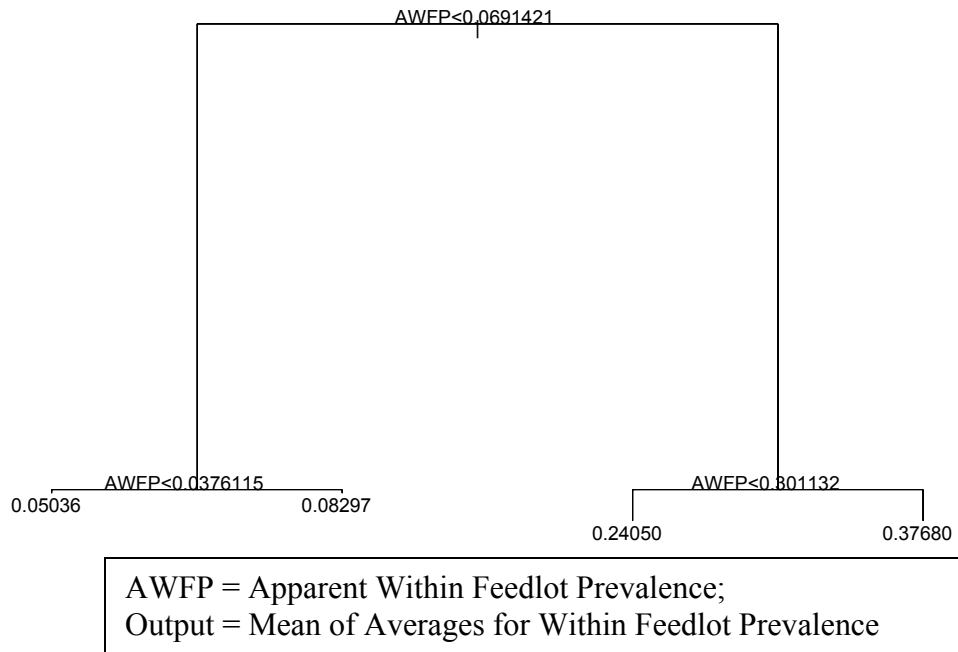 AWFP<0.0691421
AWFP<0.0376115
AWFP<0.301132
0.05036
0.08297
0.24050
0.37680
AWFP = Apparent Within Feedlot Prevalence;
Output = Mean of Averages for Within Feedlot Prevalence